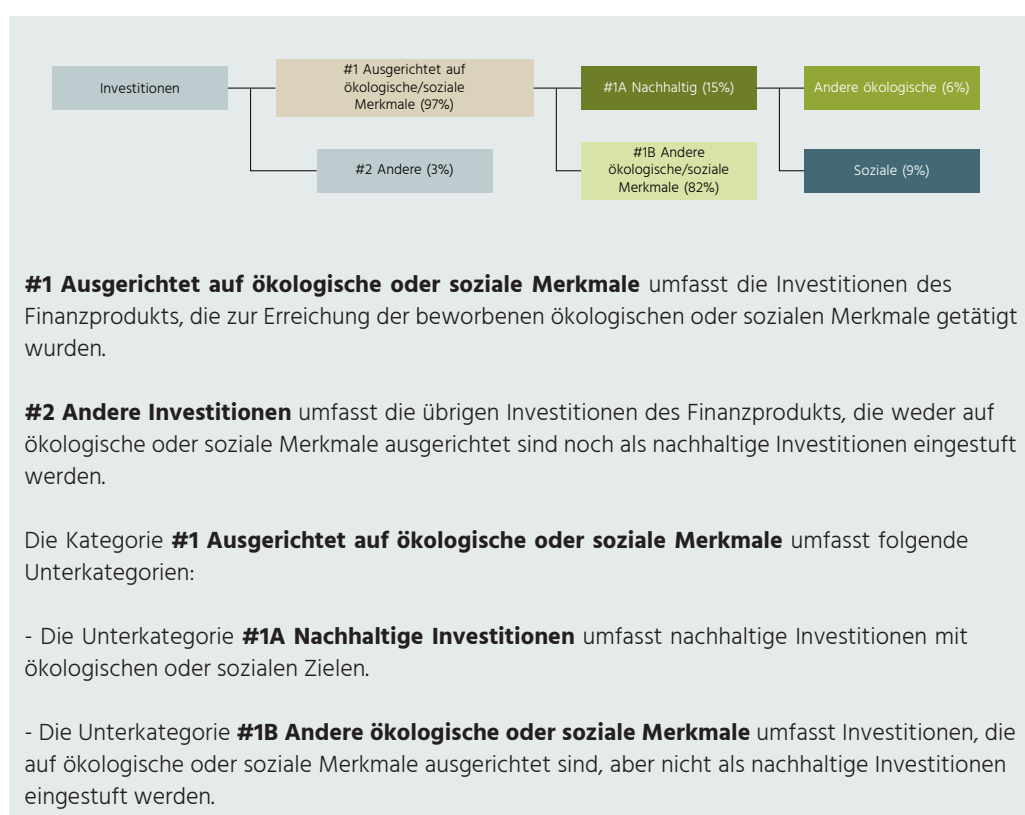 Investitionen
#1 Ausgerichtet auf
ökologische/soziale
Merkmale (97%)
#1A Nachhaltig (15%)
Andere ökologische (6%)
#2 Andere (3%)
#1B Andere
ökologische/soziale
Merkmale (82%)
Soziale (9%)
#1 Ausgerichtet auf ökologische oder soziale Merkmale umfasst die Investitionen des
Finanzprodukts, die zur Erreichung der beworbenen ökologischen oder sozialen Merkmale getätigt
wurden.
#2 Andere Investitionen umfasst die übrigen Investitionen des Finanzprodukts, die weder auf
ökologische oder soziale Merkmale ausgerichtet sind noch als nachhaltige Investitionen eingestuft
werden.
Die Kategorie #1 Ausgerichtet auf ökologische oder soziale Merkmale umfasst folgende
Unterkategorien:
- Die Unterkategorie #1A Nachhaltige Investitionen umfasst nachhaltige Investitionen mit
ökologischen oder sozialen Zielen.
- Die Unterkategorie #1B Andere ökologische oder soziale Merkmale umfasst Investitionen, die
auf ökologische oder soziale Merkmale ausgerichtet sind, aber nicht als nachhaltige Investitionen
eingestuft werden.